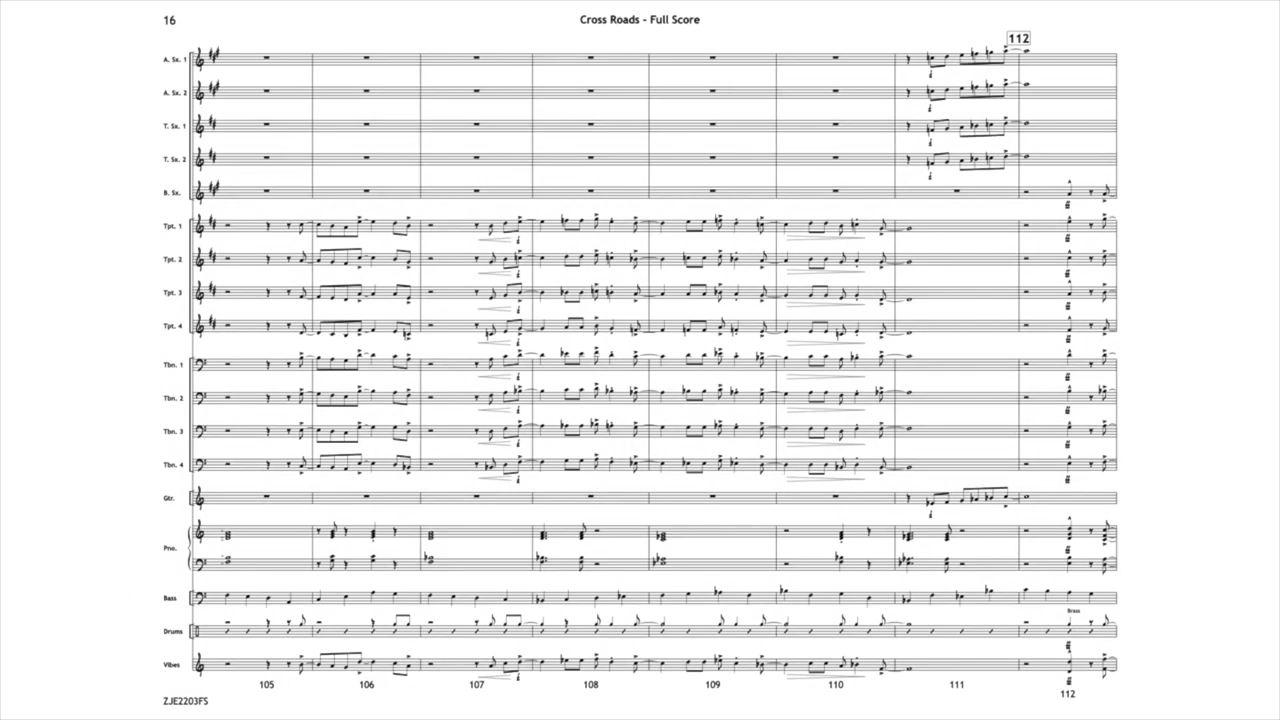 16
Cross Roads - Full Score
112
A. Sx. 1
A. Sx. 2
T. Sx. 1
T. Sx. 2
B. Sx.
Tpt. 1
Tpt. 2
Tpt. 3
Tpt. 4
Tbn. 1
Tbn. 2
Tbn. 3
Tbn. 4
Gtr.
Pno.
Bass
Brass
Drums
Vibes
105 106 107 108 109 110 111 112
ZJE2203FS